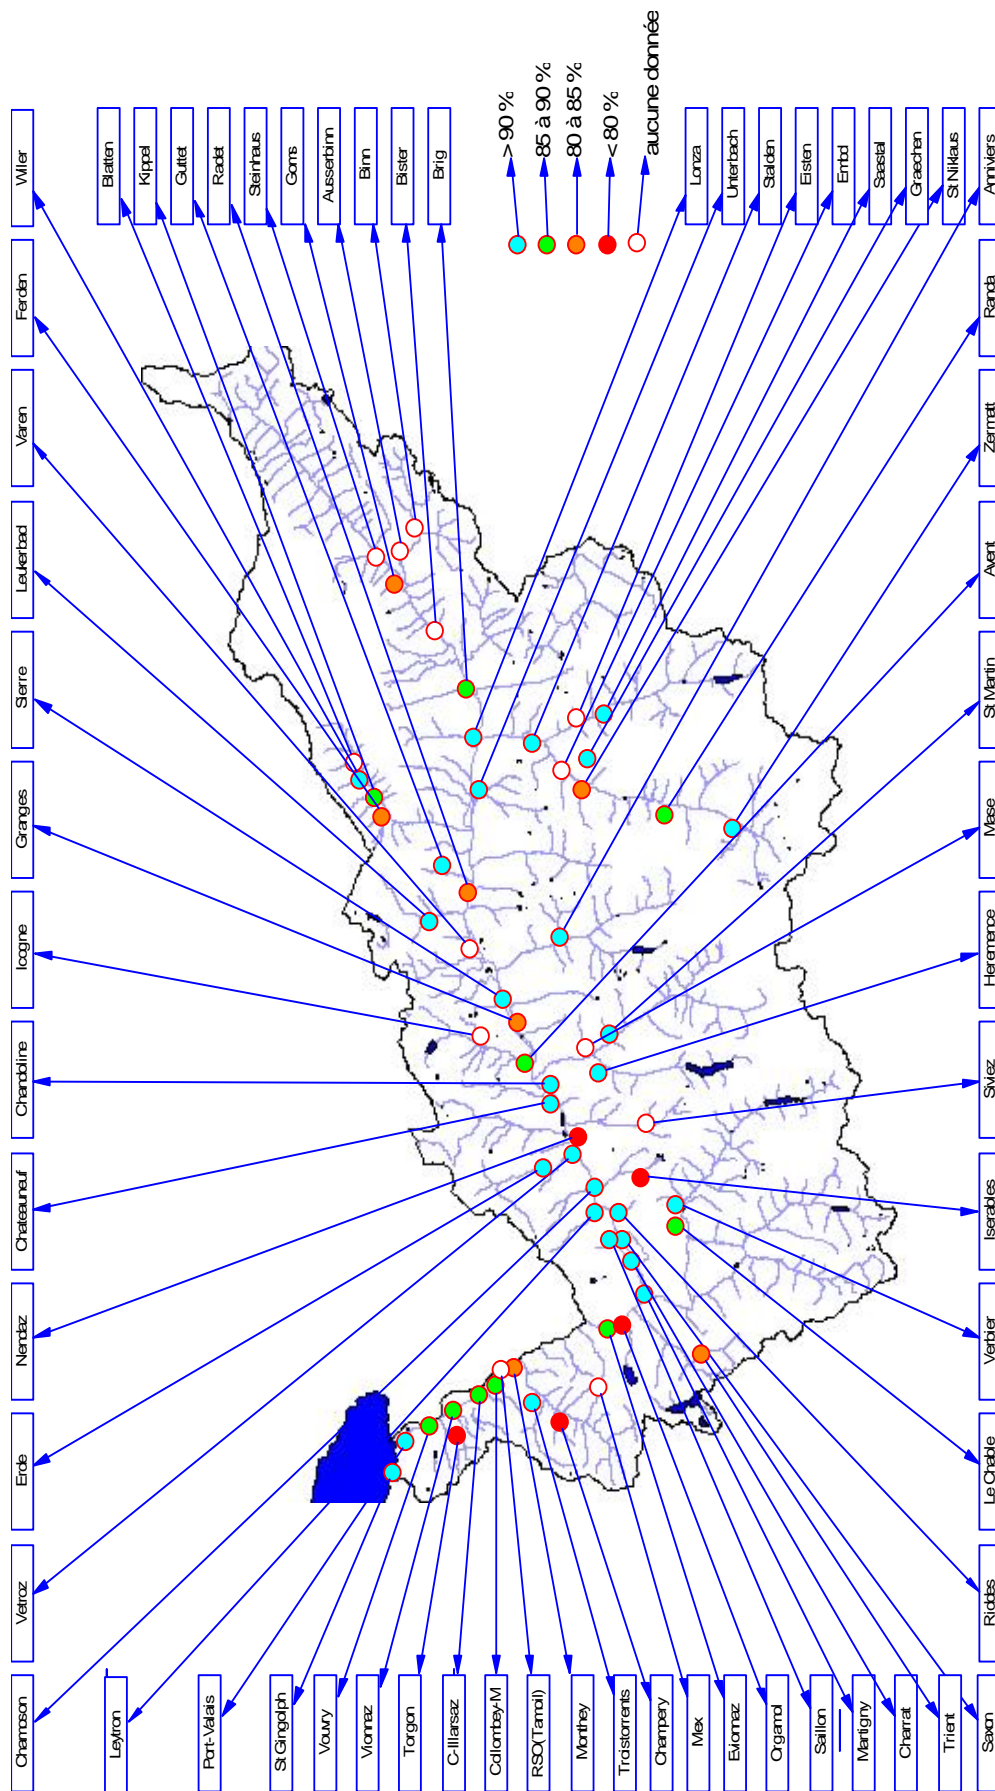 Chamoson
Vetroz
Erde
Nendaz
Chateauneuf
Chandoline
Icogne
Granges
Sierre
Leukerbad
Varen
Ferden
Wiler
Blatten
Kippel
Guttet
Radet
Steinhaus
Goms
Ausserbinn
Binn
Bister
Brig
> 90 %
85 à 90 %
80 à 85 %
< 80 %
aucune donnée
Lonza
Unterbach
Stalden
Eisten
Embd
Saastal
Graechen
St Niklaus
Anniviers
Randa
Zermatt
Avent
St Martin
Mase
Heremence
Siviez
Iserables
Verbier
Le Chable
Riddes
Saxon
Trient
Charrat
Martigny
Saillon
Orgamol
Evionnaz
Mex
Champery
Troistorrents
Monthey
RSO(Tamoil)
Collombey-M
C-Illarsaz
Torgon
Vionnaz
Vouvry
St Gingolph
Port-Valais
Leytron